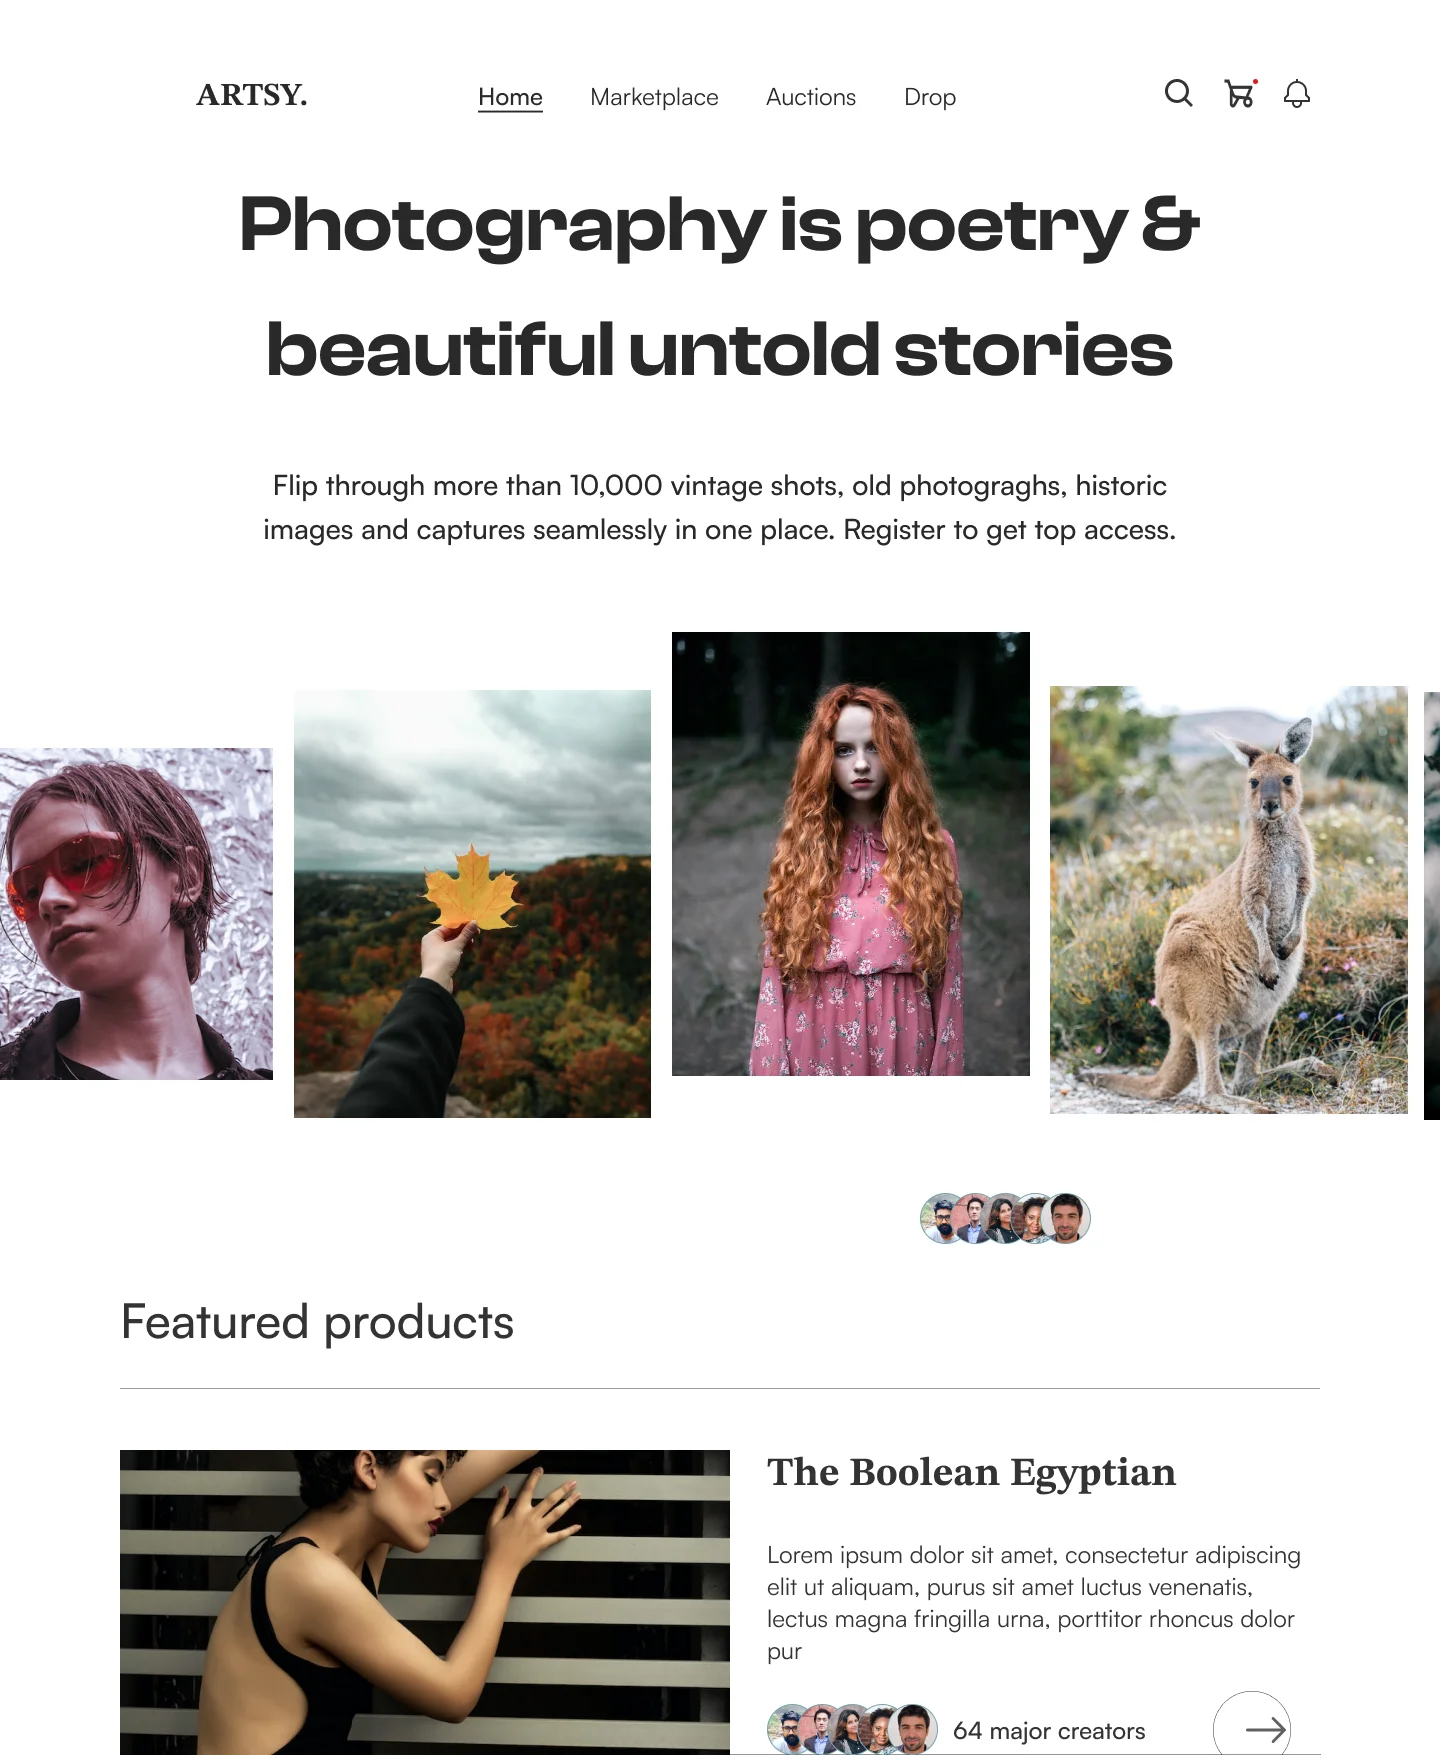 ARTSY.
Home
Marketplace
Auctions
Drop
Photography is poetry &
beautiful untold stories
Flip through more than 10,000 vintage shots, old photograghs, historic
images and captures seamlessly in one place. Register to get top access.
Featured products
The Boolean Egyptian
Lorem ipsum dolor sit amet, consectetur adipiscing
elit ut aliquam, purus sit amet luctus venenatis,
lectus magna fringilla urna, porttitor rhoncus dolor
pur
64 major creators